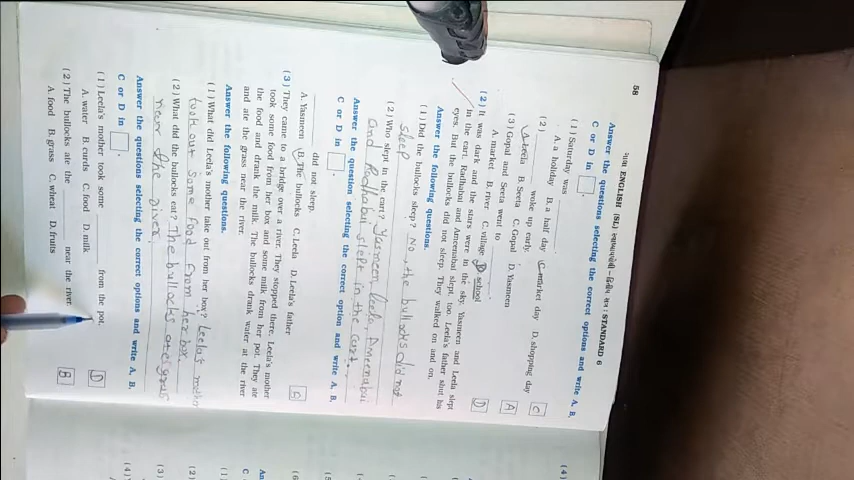 58
ENGLISH (SL) સ્વાધ્યાયપોથી – દ્વિતીય સત્ર : STANDARD 6
Answer the questions selecting the correct options and write A, B,
C or D in
(1) Saturday was ______.
A. a holiday B. a half day C. market day D. shopping day C
(2) ______ woke up early.
A. Leela B. Seeta C. Gopal D. Yasmeen A
(3) Gopal and Seeta went to ______.
A. market B. river C. village D. school D
(2) It was dark and the stars were in the sky. Yasmeen and Leela slept
in the cart. Radhabai and Ameenabai slept too. Leela's father shut his
eyes. But the bullocks did not sleep. They walked on and on.
Answer the following questions.
(1) Did the bullocks sleep? No, the bullocks did not
sleep
(2) Who slept in the cart? Yasmeen leela, Ameenabai
and Radhabai slept in the cart.
Answer the question selecting the correct option and write A, B,
C or D in
______ did not sleep.
A. Yasmeen B. The bullocks C. Leela D. Leela's father
(3) They came to a bridge over a river. They stopped there. Leela's mother
took some food from her box and some milk from her pot. They ate
the food and drank the milk. The bullocks drank water at the river
and ate the grass near the river.
Answer the following questions.
(1) What did Leela's mother take out from her box? Leela's mother
took out some food from her box
(2) What did the bullocks eat? The bullocks ate grass
near the river.
Answer the questions selecting the correct options and write A, B,
C or D in
(1) Leela's mother took some ______ from the pot.
A. water B. curds C. food D. milk D
(2) The bullocks ate the ______ near the river.
A. food B. grass C. wheat D. fruits B
(4)